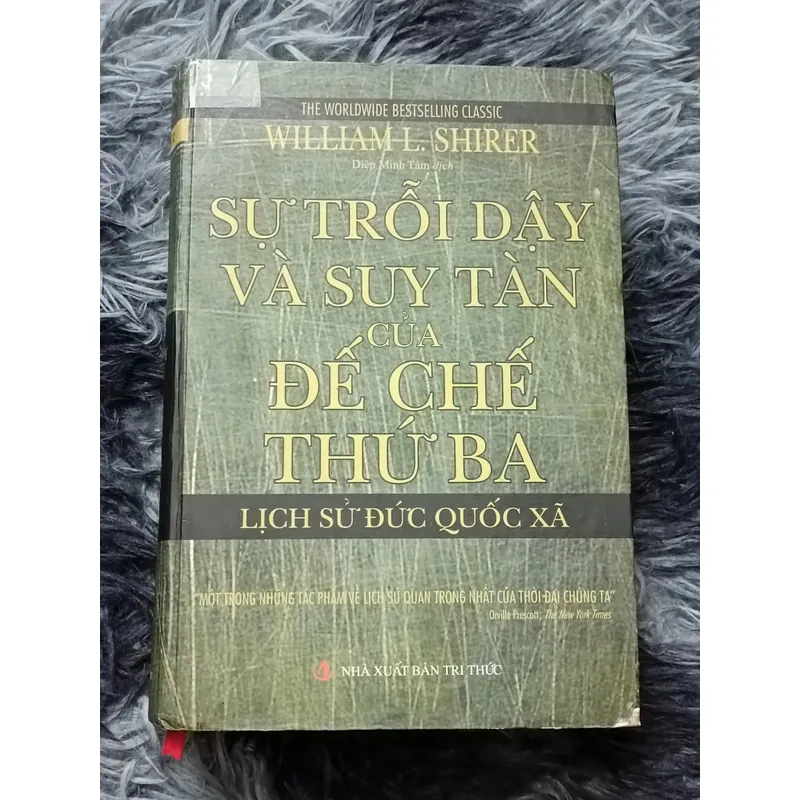 THE WORLDWIDE BESTSELLING CLASSIC
WILLIAM L. SHIRER
Diệp Minh Tâm dịch
SỰ TRỖI DẬY
VÀ SUY TÀN
CỦA
ĐẾ CHẾ
THỨ BA
LỊCH SỬ ĐỨC QUỐC XÃ
"MỘT TRONG NHỮNG TÁC PHẨM VỀ LỊCH SỬ QUAN TRỌNG NHẤT CỦA THỜI ĐẠI CHÚNG TA"
Orville Prescott, The New York Times
NHÀ XUẤT BẢN TRI THỨC